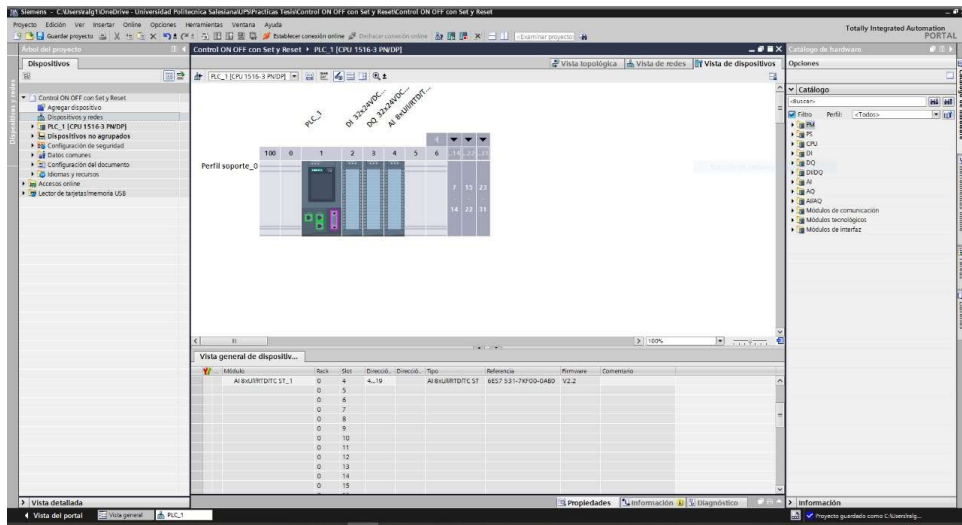 Siemens - C:\Users\ralg1\OneDrive - Universidad Politecnica Salesiana\UPS\Practicas Tesis\Control ON OFF con Set y Reset\Control ON OFF con Set y Reset
Proyecto Edición Ver Insertar Online Opciones Herramientas Ventana Ayuda
Totally Integrated Automation
PORTAL
Guardar proyecto
Establecer conexión online
Deshacer conexión online
<Examinar proyecto>
Árbol del proyecto
Control ON OFF con Set y Reset PLC_1 [CPU 1516-3 PN/DP]
Catálogo de hardware
Dispositivos
Vista topológica
Vista de redes
Vista de dispositivos
Opciones
PLC_1 [CPU 1516-3 PN/DP]
Control ON OFF con Set y Reset
Agregar dispositivo
Dispositivos y redes
PLC_1 [CPU 1516-3 PN/DP]
Dispositivos no agrupados
Configuración de seguridad
Datos comunes
Configuración del documento
Idiomas y recursos
Accesos online
Lector de tarjetas/memoria USB
Dispositivos y redes
PLC_1
DI 32x24VDC...
DQ 32x24VDC...
AI 8xU/I/RTD/T...
100 0 1 2 3 4 5 6
Perfil soporte_0
7 15 23
14 22 31
Catálogo
<Buscar>
Filtro Perfil: <Todos>
PM
PS
CPU
DI
DQ
DI/DQ
AI
AQ
AI/AQ
Módulos de comunicación
Módulos tecnológicos
Módulos de interfaz
100%
Vista general de dispositiv...
Módulo Rack Slot Direcció.. Direcció.. Tipo Referencia Firmware Comentario
AI 8xU/I/RTD/TC ST_1 0 4 4...19 AI 8xU/I/RTD/TC ST 6ES7 531-7KF00-0AB0 V2.2
0 5
0 6
0 7
0 8
0 9
0 10
0 11
0 12
0 13
0 14
0 15
Vista detallada
Propiedades
Información
Diagnóstico
Información
Vista del portal
Vista general
PLC_1
Proyecto guardado como C:\Users\ralg...